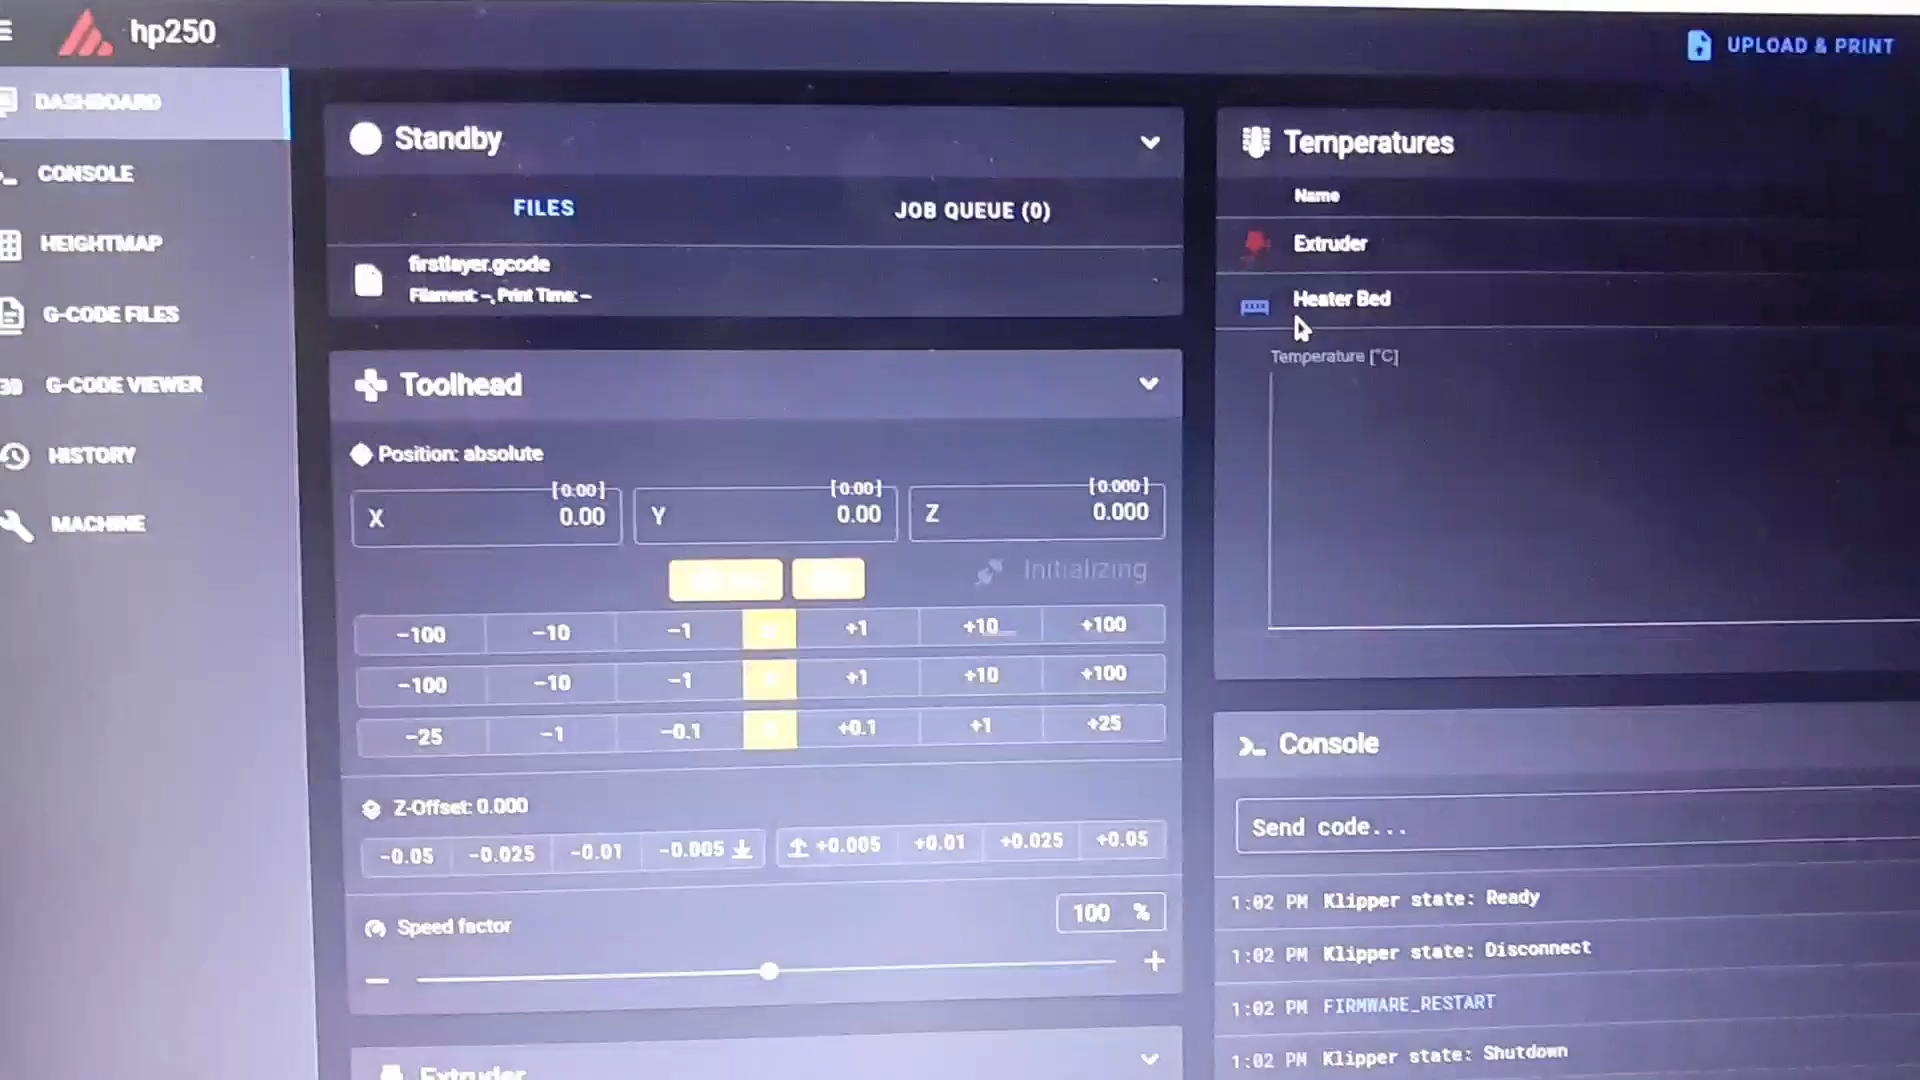 hp250
UPLOAD & PRINT
DASHBOARD
CONSOLE
HEIGHTMAP
G-CODE FILES
G-CODE VIEWER
HISTORY
MACHINE
Standby
FILES
JOB QUEUE (0)
firstlayer.gcode
Filament: --, Print Time: --
Toolhead
Position: absolute
[ 0.00 ]
[ 0.00 ]
[ 0.000 ]
X 0.00
Y 0.00
Z 0.000
Initializing
-100 -10 -1 +1 +10 +100
-100 -10 -1 +1 +10 +100
-25 -1 -0.1 +0.1 +1 +25
Z-Offset: 0.000
-0.05 -0.025 -0.01 -0.005 +0.005 +0.01 +0.025 +0.05
Speed factor
100 %
Extruder
Temperatures
Name
Extruder
Heater Bed
Temperature [°C]
Console
Send code...
1:02 PM Klipper state: Ready
1:02 PM Klipper state: Disconnect
1:02 PM FIRMWARE_RESTART
1:02 PM Klipper state: Shutdown